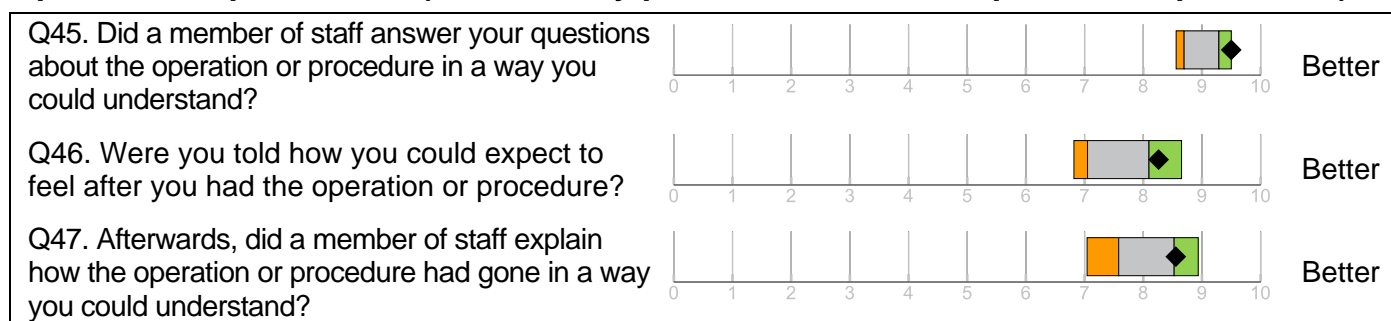 Q45. Did a member of staff answer your questions
about the operation or procedure in a way you
could understand?
0 1 2 3 4 5 6 7 8 9 10
Better
Q46. Were you told how you could expect to
feel after you had the operation or procedure?
0 1 2 3 4 5 6 7 8 9 10
Better
Q47. Afterwards, did a member of staff explain
how the operation or procedure had gone in a way
you could understand?
0 1 2 3 4 5 6 7 8 9 10
Better